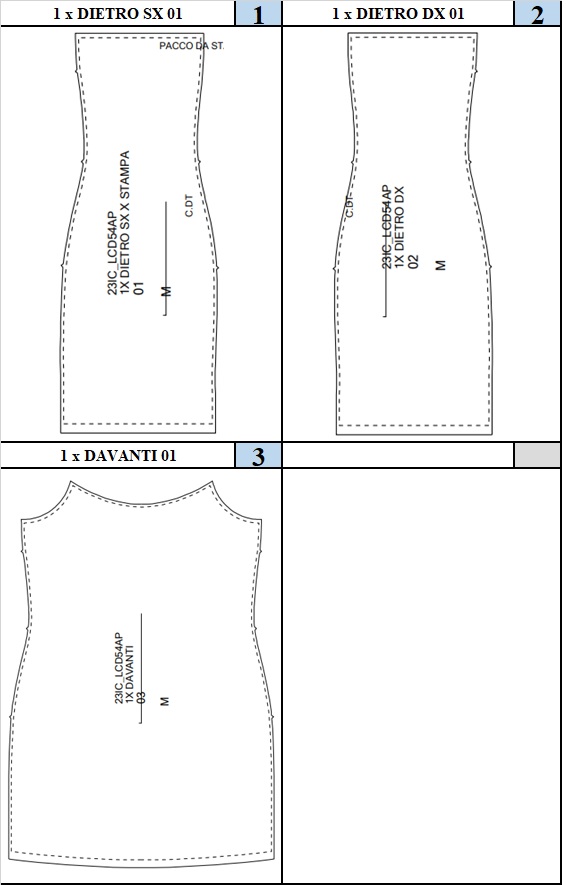 1 x DIETRO SX 01
1
1 x DIETRO DX 01
2
PACCO DA ST.
23IC_LCD54AP
1X DIETRO SX X STAMPA
01
M
C.DT
C.DT
23IC_LCD54AP
1X DIETRO DX
02
M
1 x DAVANTI 01
3
23IC_LCD54AP
1X DAVANTI
03
M